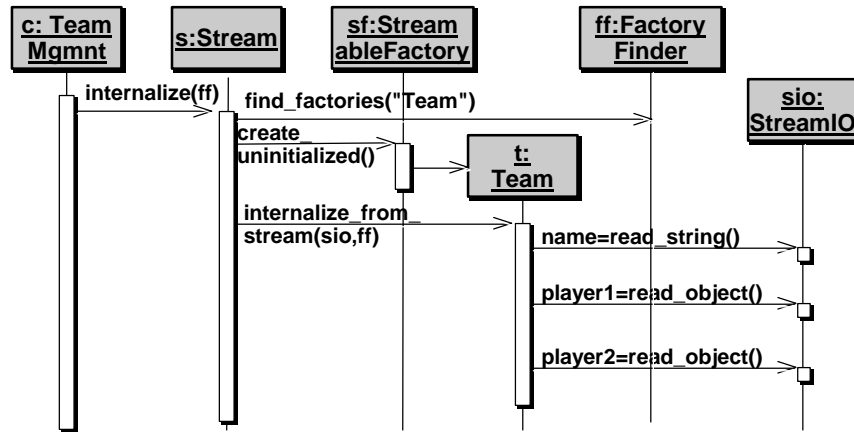 c: Team
Mgmnt
s:Stream
sf:Stream
ableFactory
ff:Factory
Finder
internalize(ff)
find_factories("Team")
sio:
StreamIO
create_
uninitialized()
t:
Team
internalize_from_
stream(sio,ff)
name=read_string()
player1=read_object()
player2=read_object()